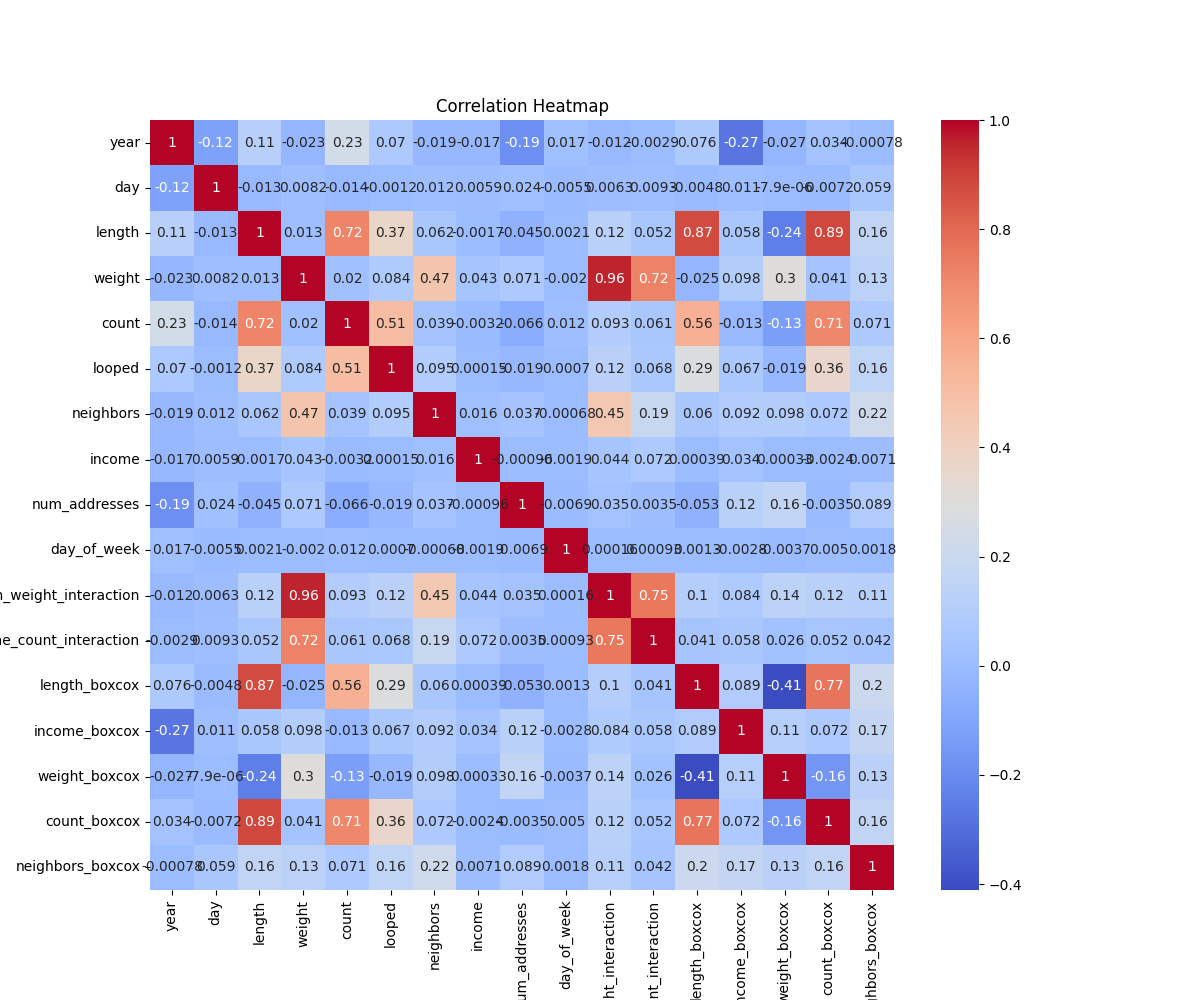 Correlation Heatmap
year 1 -0.12 0.11 -0.023 0.23 0.07 -0.019 -0.017 -0.19 0.017 -0.012 -0.0029 0.076 -0.27 -0.027 0.034 -0.00078
day -0.12 1 -0.013 0.0082 -0.014 -0.0012 0.012 0.0059 0.024 -0.0055 0.0063 0.0093 -0.0048 0.011 -7.9e-06 -0.0072 0.059
length 0.11 -0.013 1 0.013 0.72 0.37 0.062 -0.0017 -0.045 0.0021 0.12 0.052 0.87 0.058 -0.24 0.89 0.16
weight -0.023 0.0082 0.013 1 0.02 0.084 0.47 0.043 0.071 -0.002 0.96 0.72 -0.025 0.098 0.3 0.041 0.13
count 0.23 -0.014 0.72 0.02 1 0.51 0.039 -0.0032 -0.066 0.012 0.093 0.061 0.56 -0.013 -0.13 0.71 0.071
looped 0.07 -0.0012 0.37 0.084 0.51 1 0.095 0.00015 -0.019 0.0007 0.12 0.068 0.29 0.067 -0.019 0.36 0.16
neighbors -0.019 0.012 0.062 0.47 0.039 0.095 1 0.016 0.037 -0.00068 0.45 0.19 0.06 0.092 0.098 0.072 0.22
income -0.017 0.0059 -0.0017 0.043 -0.0032 0.00015 0.016 1 -0.00096 -0.0019 0.044 0.072 0.00039 0.034 0.00033 -0.0024 0.0071
num_addresses -0.19 0.024 -0.045 0.071 -0.066 -0.019 0.037 -0.00096 1 -0.0069 0.035 0.0035 -0.053 0.12 0.16 -0.0035 0.089
day_of_week 0.017 -0.0055 0.0021 -0.002 0.012 0.0007 -0.00068 -0.0019 -0.0069 1 0.00016 0.00093 0.0013 -0.0028 -0.0037 0.005 0.0018
_weight_interaction -0.012 0.0063 0.12 0.96 0.093 0.12 0.45 0.044 0.035 0.00016 1 0.75 0.1 0.084 0.14 0.12 0.11
_count_interaction -0.0029 0.0093 0.052 0.72 0.061 0.068 0.19 0.072 0.0035 0.00093 0.75 1 0.041 0.058 0.026 0.052 0.042
length_boxcox 0.076 -0.0048 0.87 -0.025 0.56 0.29 0.06 0.00039 -0.053 0.0013 0.1 0.041 1 0.089 -0.41 0.77 0.2
income_boxcox -0.27 0.011 0.058 0.098 -0.013 0.067 0.092 0.034 0.12 -0.0028 0.084 0.058 0.089 1 0.11 0.072 0.17
weight_boxcox -0.027 -7.9e-06 -0.24 0.3 -0.13 -0.019 0.098 0.00033 0.16 -0.0037 0.14 0.026 -0.41 0.11 1 -0.16 0.13
count_boxcox 0.034 -0.0072 0.89 0.041 0.71 0.36 0.072 -0.0024 -0.0035 0.005 0.12 0.052 0.77 0.072 -0.16 1 0.16
neighbors_boxcox -0.00078 0.059 0.16 0.13 0.071 0.16 0.22 0.0071 0.089 0.0018 0.11 0.042 0.2 0.17 0.13 0.16 1
year
day
length
weight
count
looped
neighbors
income
um_addresses
day_of_week
ht_interaction
nt_interaction
length_boxcox
ncome_boxcox
weight_boxcox
count_boxcox
hbors_boxcox
1.0
0.8
0.6
0.4
0.2
0.0
−0.2
−0.4